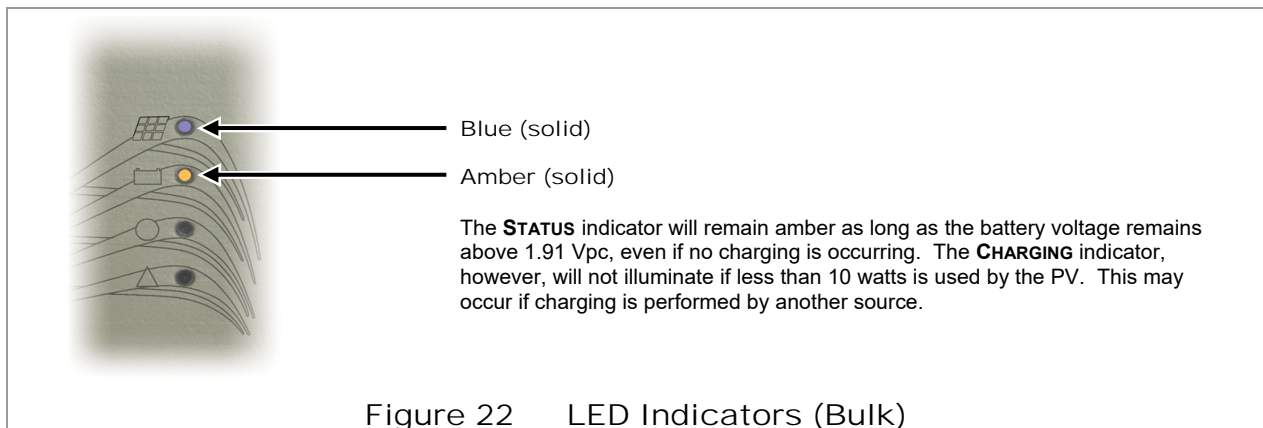 Blue (solid)
Amber (solid)
The STATUS indicator will remain amber as long as the battery voltage remains
above 1.91 Vpc, even if no charging is occurring. The CHARGING indicator,
however, will not illuminate if less than 10 watts is used by the PV. This may
occur if charging is performed by another source.
Figure 22 LED Indicators (Bulk)